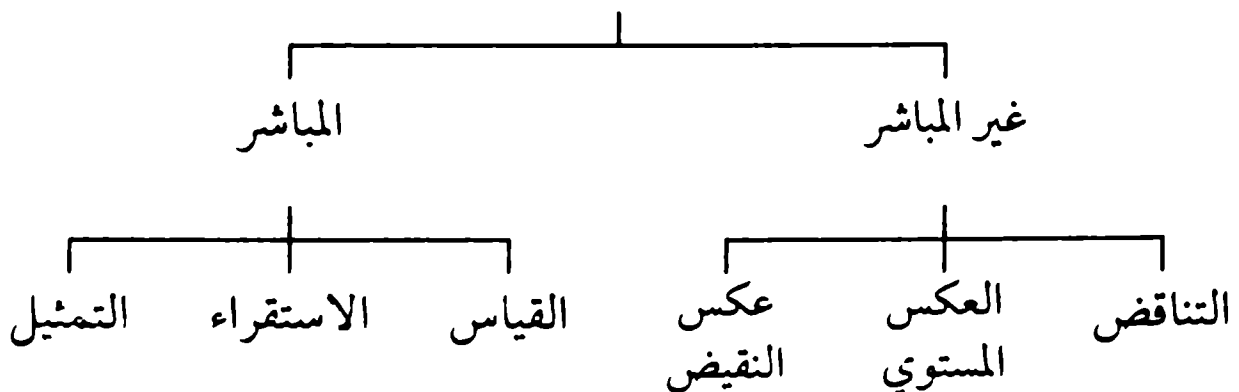 غير المباشر
المباشر
التناقض
العكس المستوي
عكس النقيض
القياس
الاستقراء
التمثيل